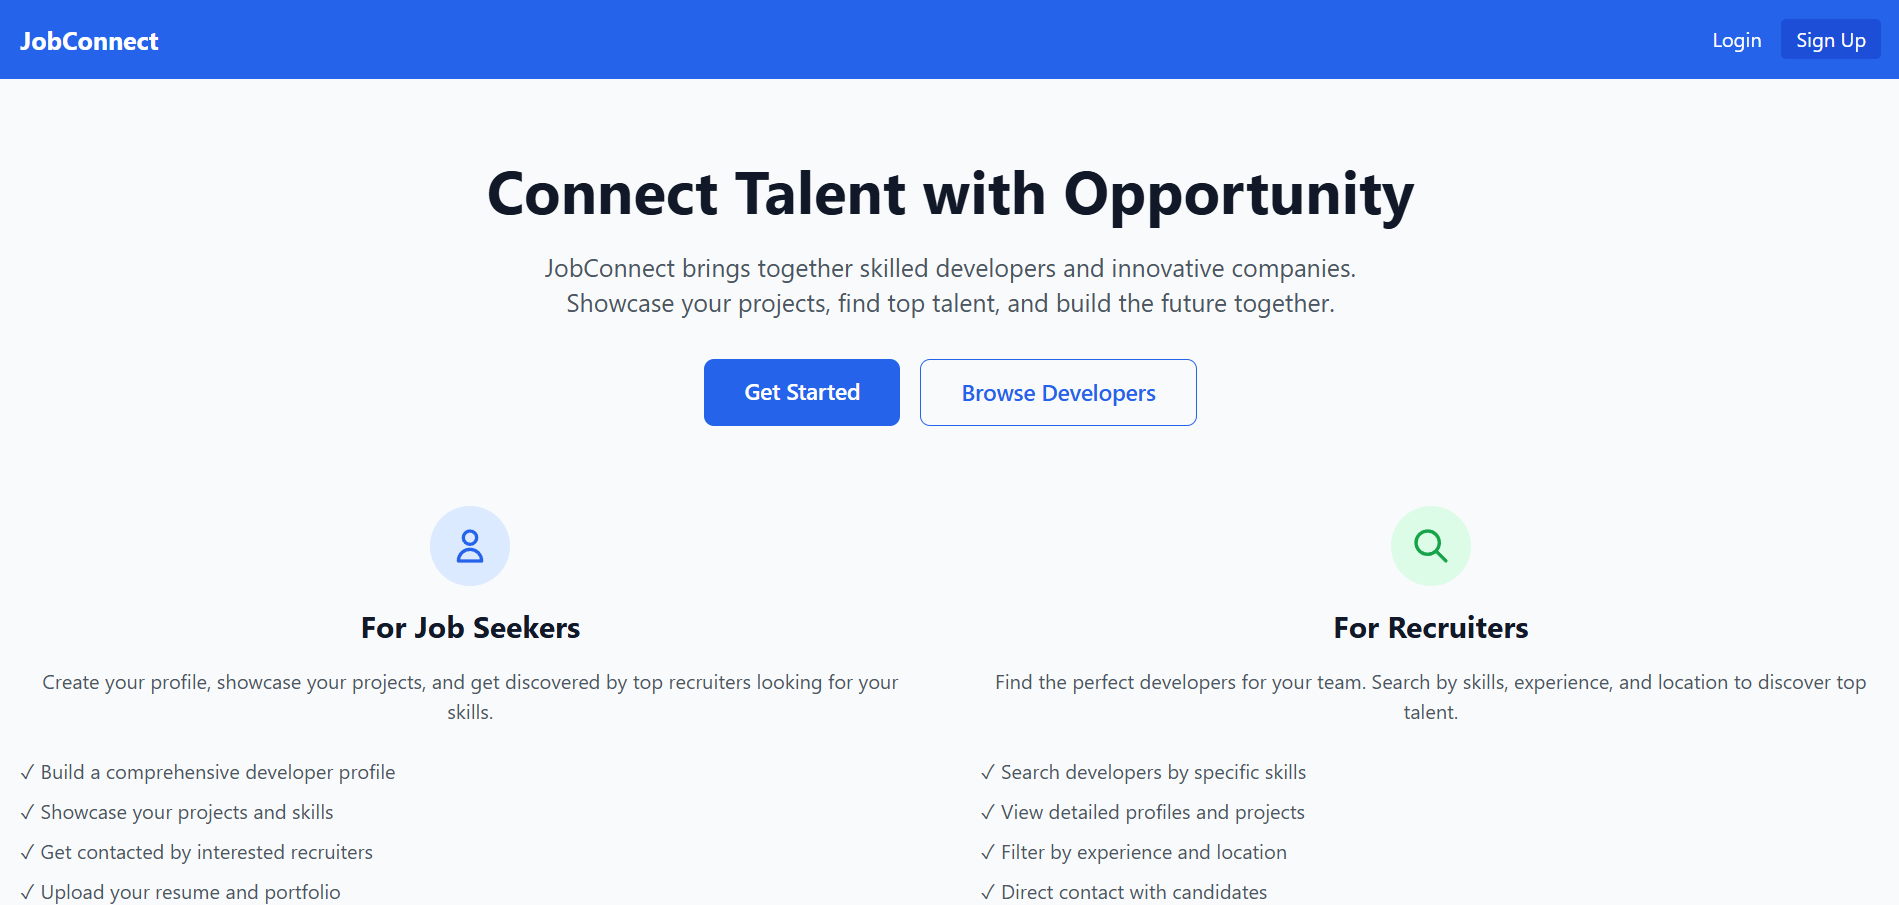 JobConnect
Login
Sign Up
Connect Talent with Opportunity
JobConnect brings together skilled developers and innovative companies.
Showcase your projects, find top talent, and build the future together.
Get Started
Browse Developers
For Job Seekers
Create your profile, showcase your projects, and get discovered by top recruiters looking for your
skills.
✓ Build a comprehensive developer profile
✓ Showcase your projects and skills
✓ Get contacted by interested recruiters
✓ Upload your resume and portfolio
For Recruiters
Find the perfect developers for your team. Search by skills, experience, and location to discover top
talent.
✓ Search developers by specific skills
✓ View detailed profiles and projects
✓ Filter by experience and location
✓ Direct contact with candidates